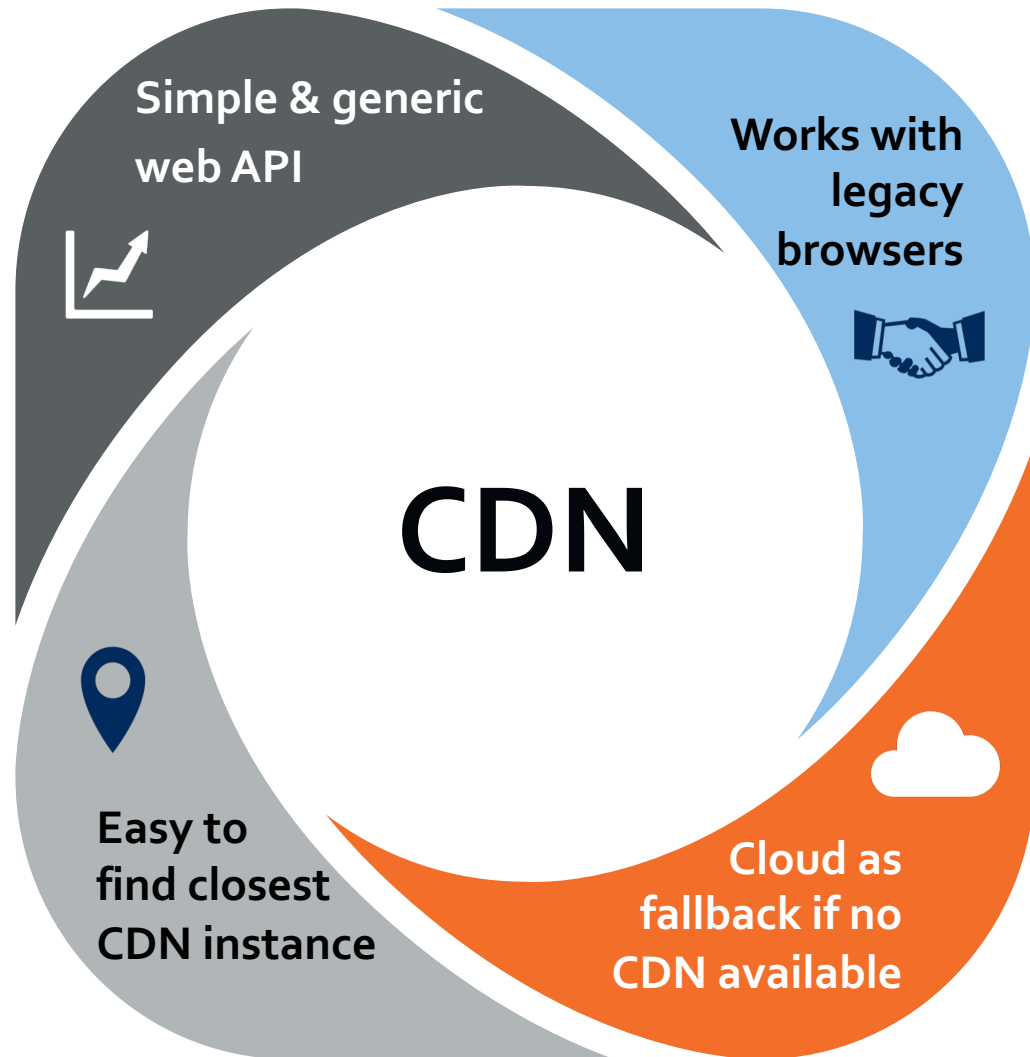 Simple & generic
web API
Works with
legacy
browsers
CDN
Easy to
find closest
CDN instance
Cloud as
fallback if no
CDN available